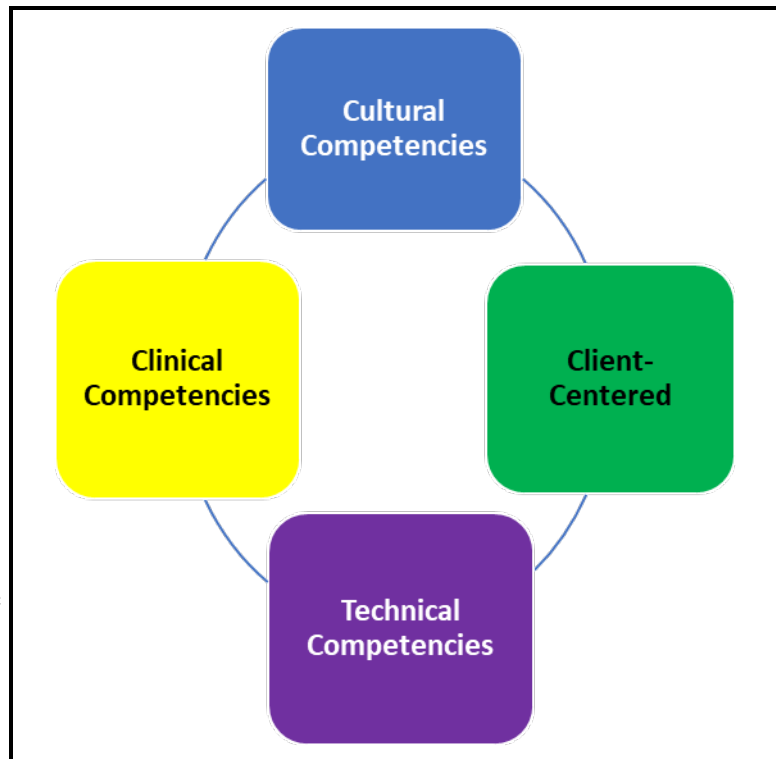 Cultural
Competencies
Clinical
Competencies
Client-
Centered
Technical
Competencies